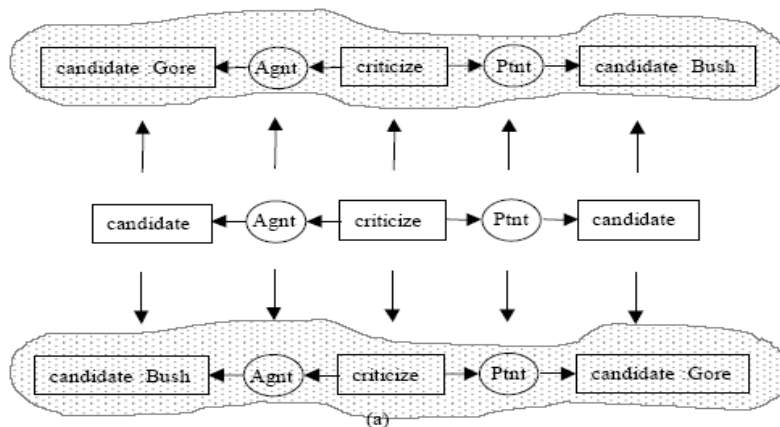 candidate : Gore Agnt criticize Ptnt candidate : Bush
candidate Agnt criticize Ptnt candidate
candidate : Bush Agnt criticize Ptnt candidate : Gore
(a)